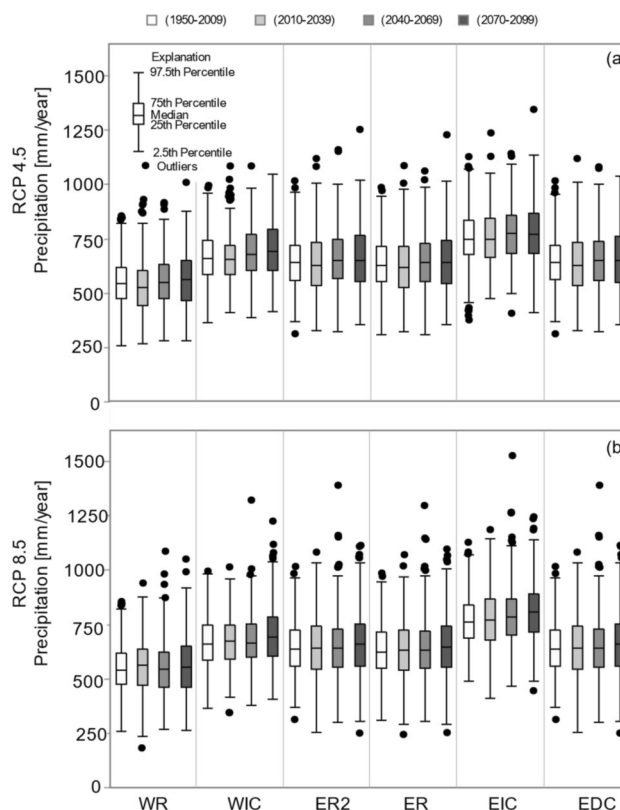 (1950-2009) (2010-2039) (2040-2069) (2070-2099)
(a
RCP 4.5
Precipitation [mm/year]
1500
1250
1000
750
500
250
0
Explanation
97.5th Percentile
75th Percentile
Median
25th Percentile
2.5th Percentile
Outliers
(b
RCP 8.5
Precipitation [mm/year]
1500
1250
1000
750
500
250
0
WR WIC ER2 ER EIC EDC